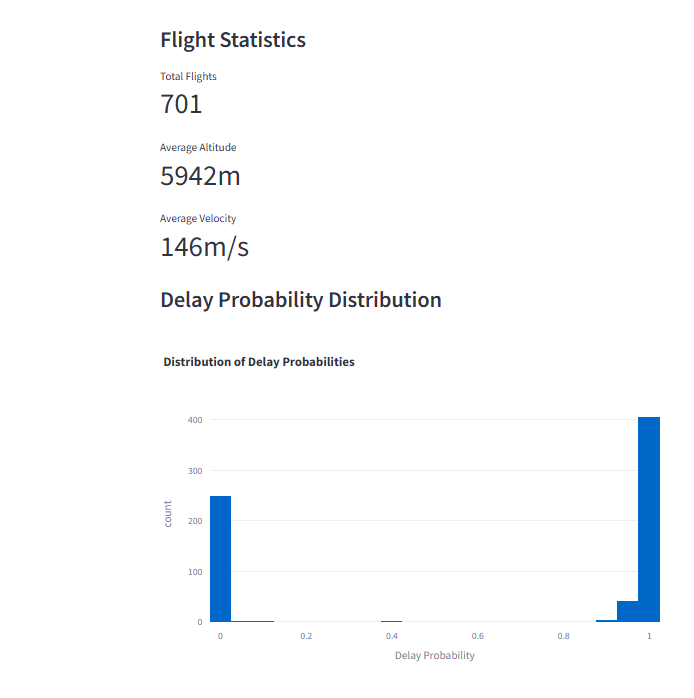 Flight Statistics
Total Flights
701
Average Altitude
5942m
Average Velocity
146m/s
Delay Probability Distribution
Distribution of Delay Probabilities
400
300
200
100
0
count
0 0.2 0.4 0.6 0.8 1
Delay Probability